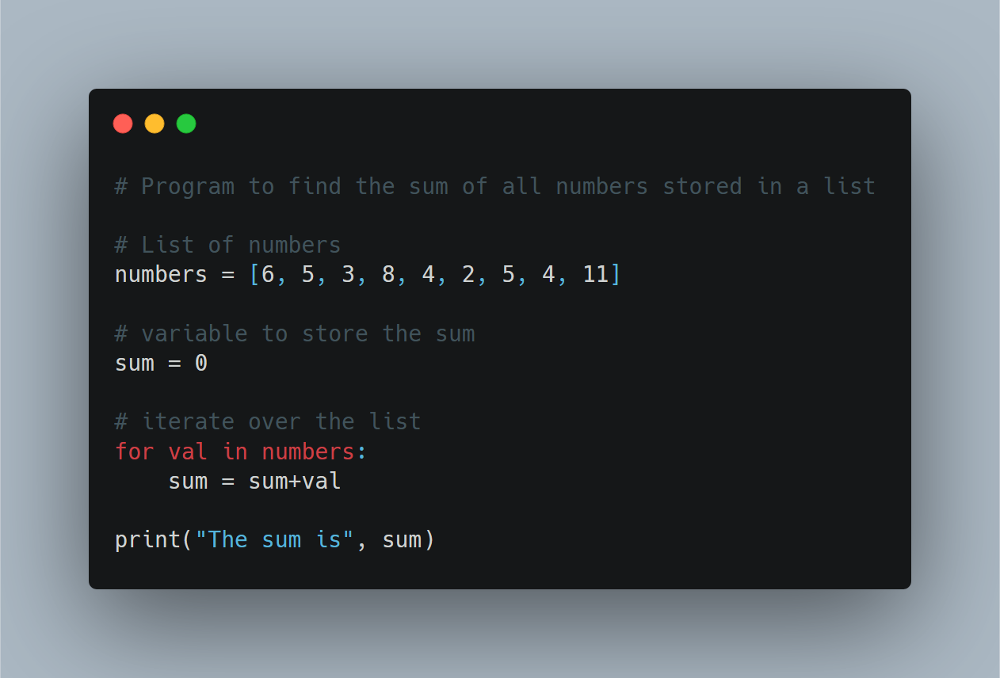 # Program to find the sum of all numbers stored in a list
# List of numbers
numbers = [6, 5, 3, 8, 4, 2, 5, 4, 11]
# variable to store the sum
sum = 0
# iterate over the list
for val in numbers:
    sum = sum+val
print("The sum is", sum)